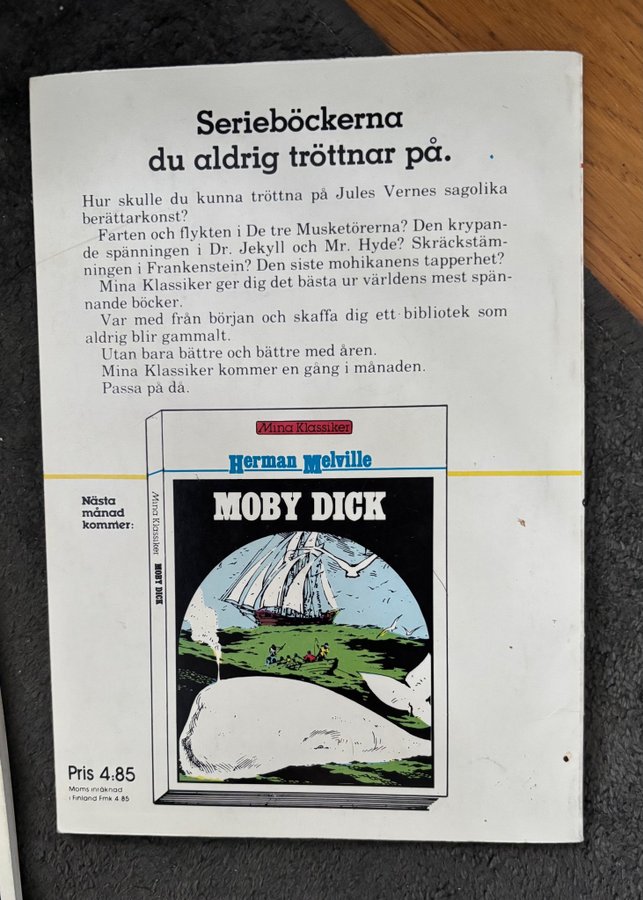 Serieböckerna
du aldrig tröttnar på.
Hur skulle du kunna tröttna på Jules Vernes sagolika
berättarkonst?
Farten och flykten i De tre Musketörerna? Den krypan-
de spänningen i Dr. Jekyll och Mr. Hyde? Skräckstäm-
ningen i Frankenstein? Den siste mohikanens tapperhet?
Mina Klassiker ger dig det bästa ur världens mest spän-
nande böcker.
Var med från början och skaffa dig ett bibliotek som
aldrig blir gammalt.
Utan bara bättre och bättre med åren.
Mina Klassiker kommer en gång i månaden.
Passa på då.
Mina Klassiker
Herman Melville
Nästa
månad
kommer:
Mina Klassiker MOBY DICK
MOBY DICK
Pris 4:85
Moms inräknad
i Finland Fmk 4.85